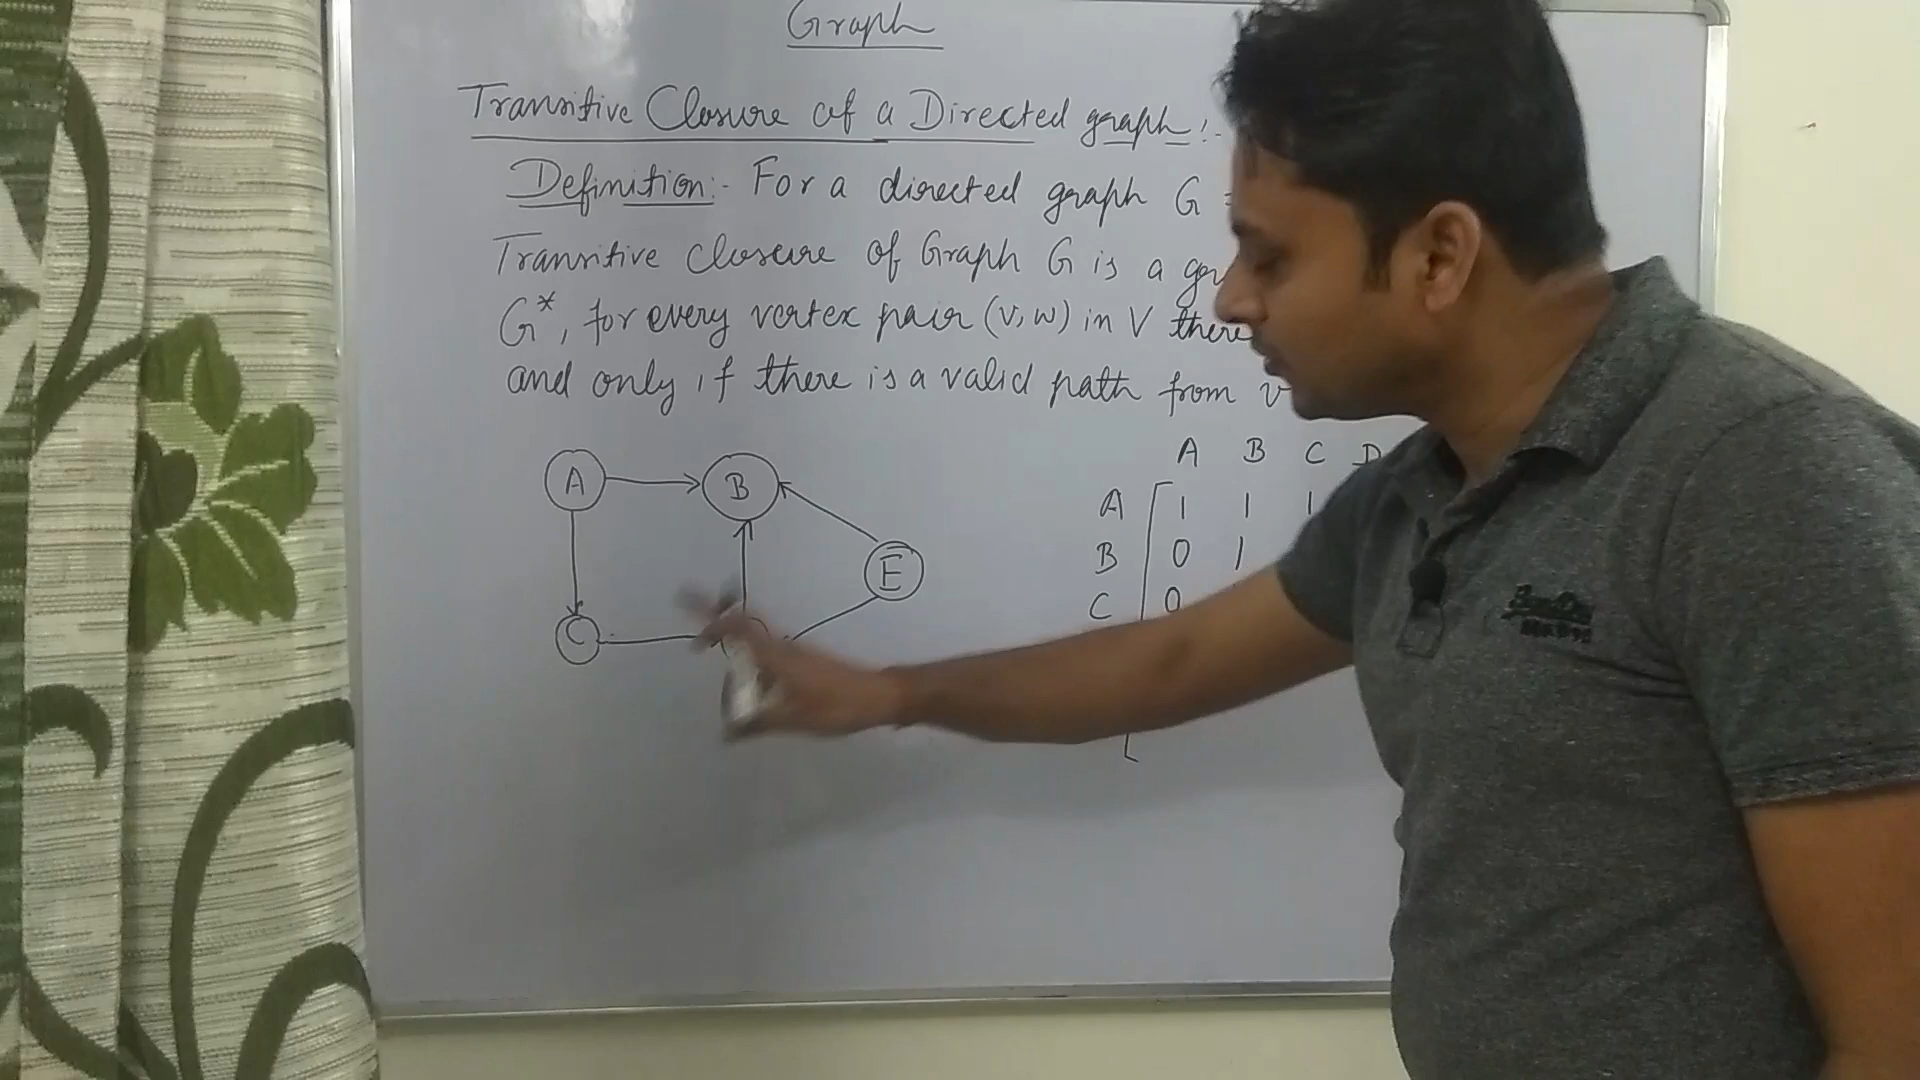 Graph
Transitive Closure of a Directed graph:-
Definition:- For a directed graph G =
Transitive closure of Graph G is a
G*, for every vertex pair (v, w) in V there
and only if there is a valid path from v
A B C D
A B
A 1 1 1
B 0 1
E
C 0
C